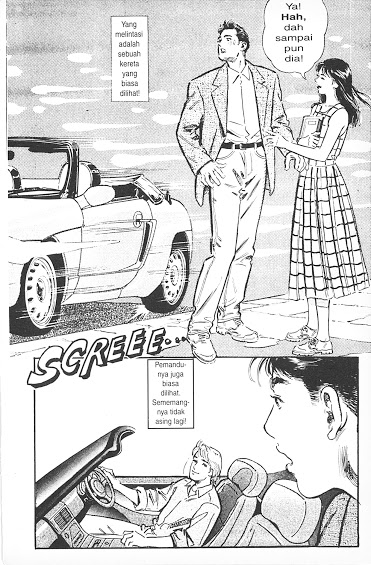 Yang
melintasi
adalah
sebuah
kereta
yang
biasa
dilihat!
Ya!
Hah,
dah
sampai
pun
dia!
SCREEE...
Pemandu-
nya juga
biasa
dilihat.
Sememang-
nya tidak
asing lagi!